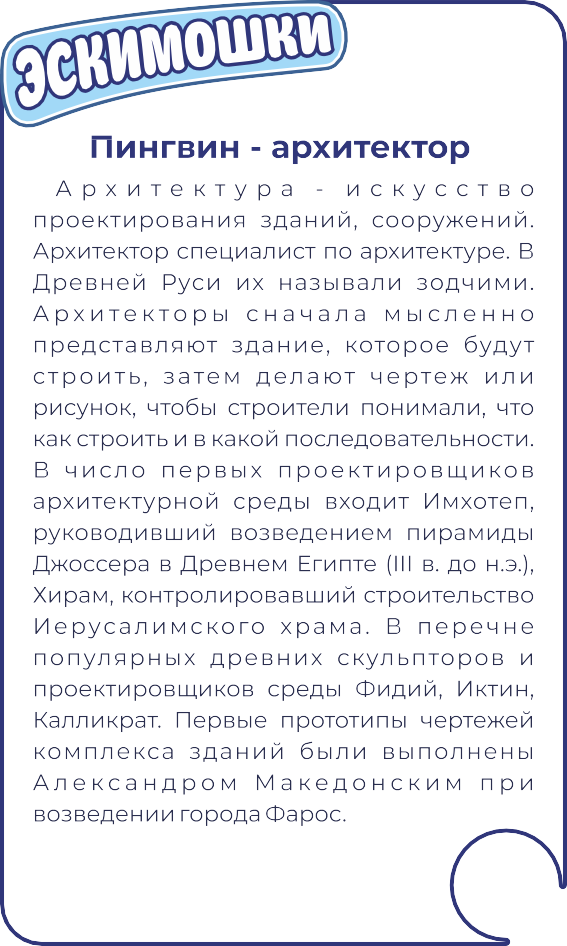 ЭСКИМОШКИ
Пингвин - архитектор
Архитектура - искусство
проектирования зданий, сооружений.
Архитектор специалист по архитектуре. В
Древней Руси их называли зодчими.
Архитекторы сначала мысленно
представляют здание, которое будут
строить, затем делают чертеж или
рисунок, чтобы строители понимали, что
как строить и в какой последовательности.
В число первых проектировщиков
архитектурной среды входит Имхотеп,
руководивший возведением пирамиды
Джоссера в Древнем Египте (III в. до н.э.),
Хирам, контролировавший строительство
Иерусалимского храма. В перечне
популярных древних скульпторов и
проектировщиков среды Фидий, Иктин,
Калликрат. Первые прототипы чертежей
комплекса зданий были выполнены
Александром Македонским при
возведении города Фарос.